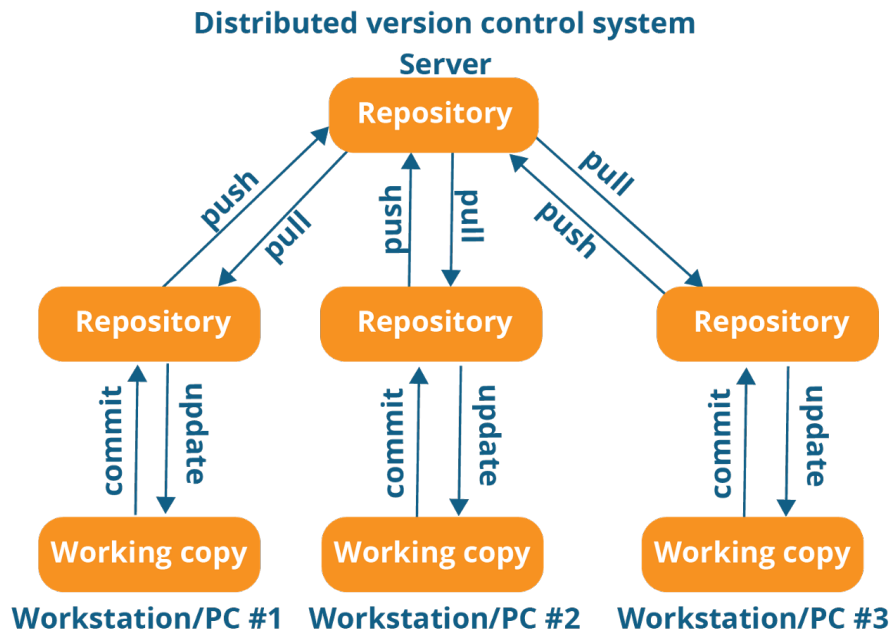 Distributed version control system
Server
Repository
push
pull
push
pull
push
pull
Repository
Repository
Repository
commit
update
commit
update
commit
update
Working copy
Working copy
Working copy
Workstation/PC #1
Workstation/PC #2
Workstation/PC #3